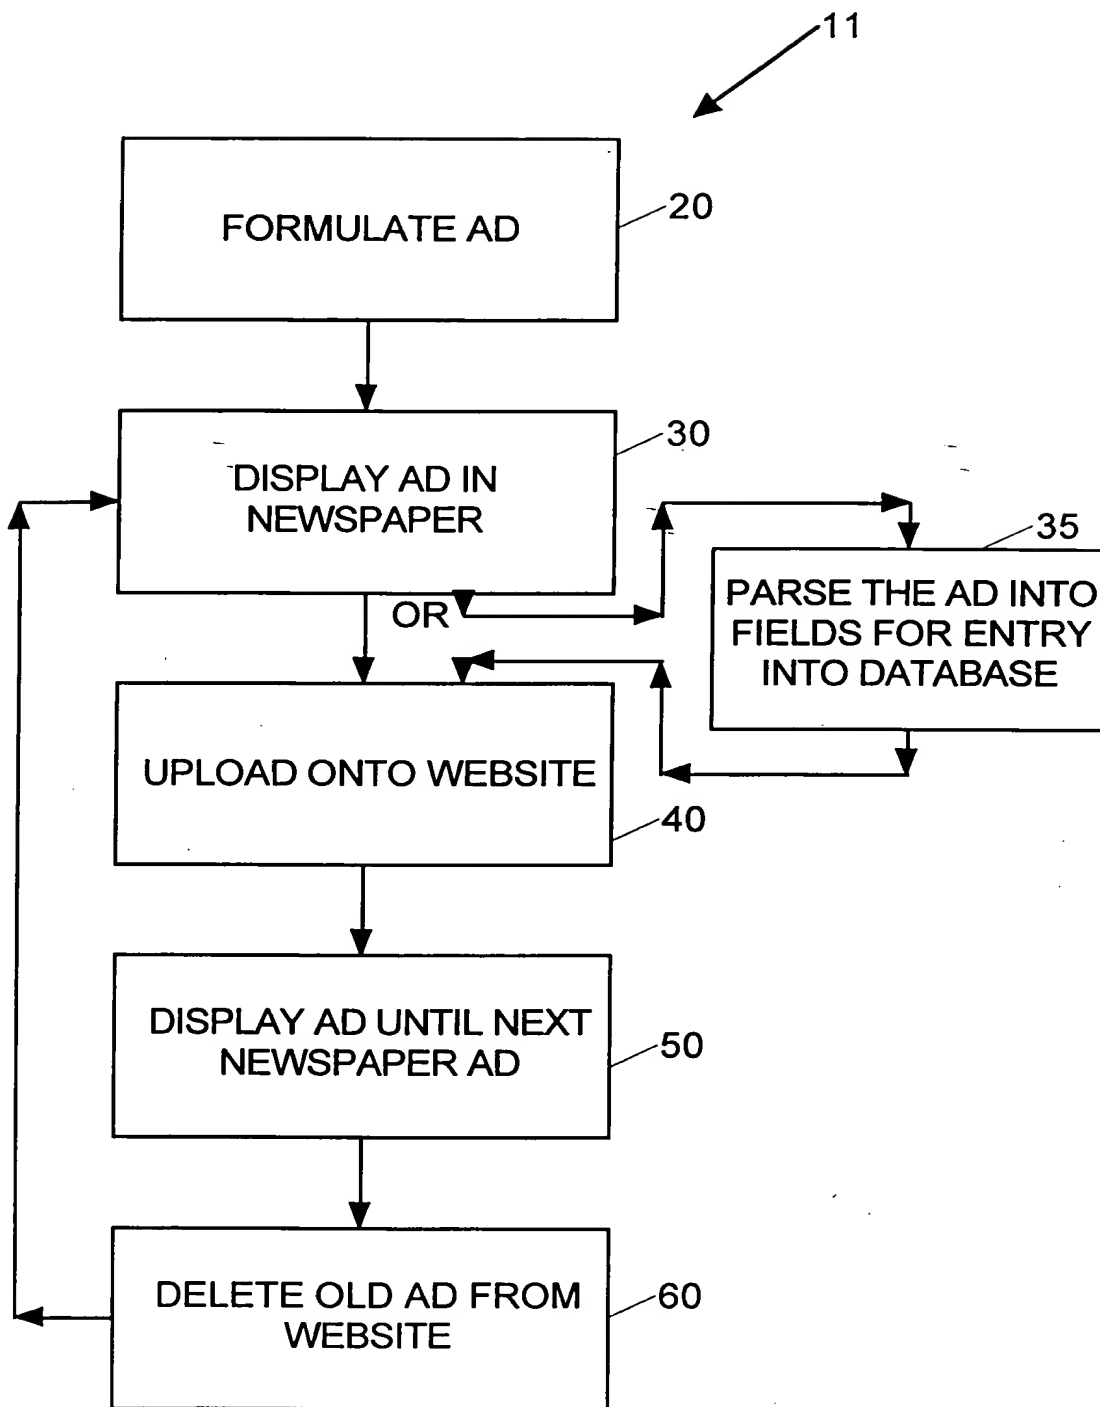 11
FORMULATE AD
20
DISPLAY AD IN
NEWSPAPER
30
OR
PARSE THE AD INTO
FIELDS FOR ENTRY
INTO DATABASE
35
UPLOAD ONTO WEBSITE
40
DISPLAY AD UNTIL NEXT
NEWSPAPER AD
50
DELETE OLD AD FROM
WEBSITE
60